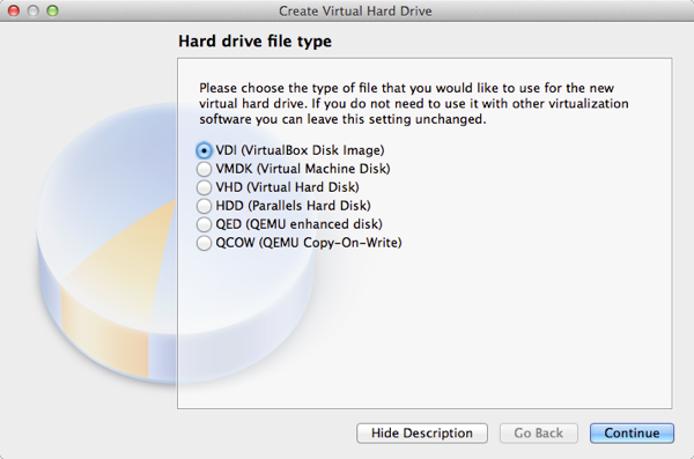 Create Virtual Hard Drive
Hard drive file type
Please choose the type of file that you would like to use for the new
virtual hard drive. If you do not need to use it with other virtualization
software you can leave this setting unchanged.
VDI (VirtualBox Disk Image)
VMDK (Virtual Machine Disk)
VHD (Virtual Hard Disk)
HDD (Parallels Hard Disk)
QED (QEMU enhanced disk)
QCOW (QEMU Copy-On-Write)
Hide Description
Go Back
Continue